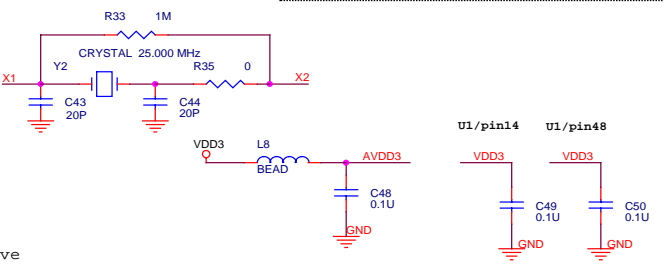 R33 1M
CRYSTAL 25.000 MHz
X1 Y2 R35 0 X2
C43 20P
C44 20P
U1/pin14 U1/pin48
VDD3 L8 BEAD AVDD3
VDD3 VDD3
C48 0.1U
C49 0.1U
C50 0.1U
GND GND GND
ve